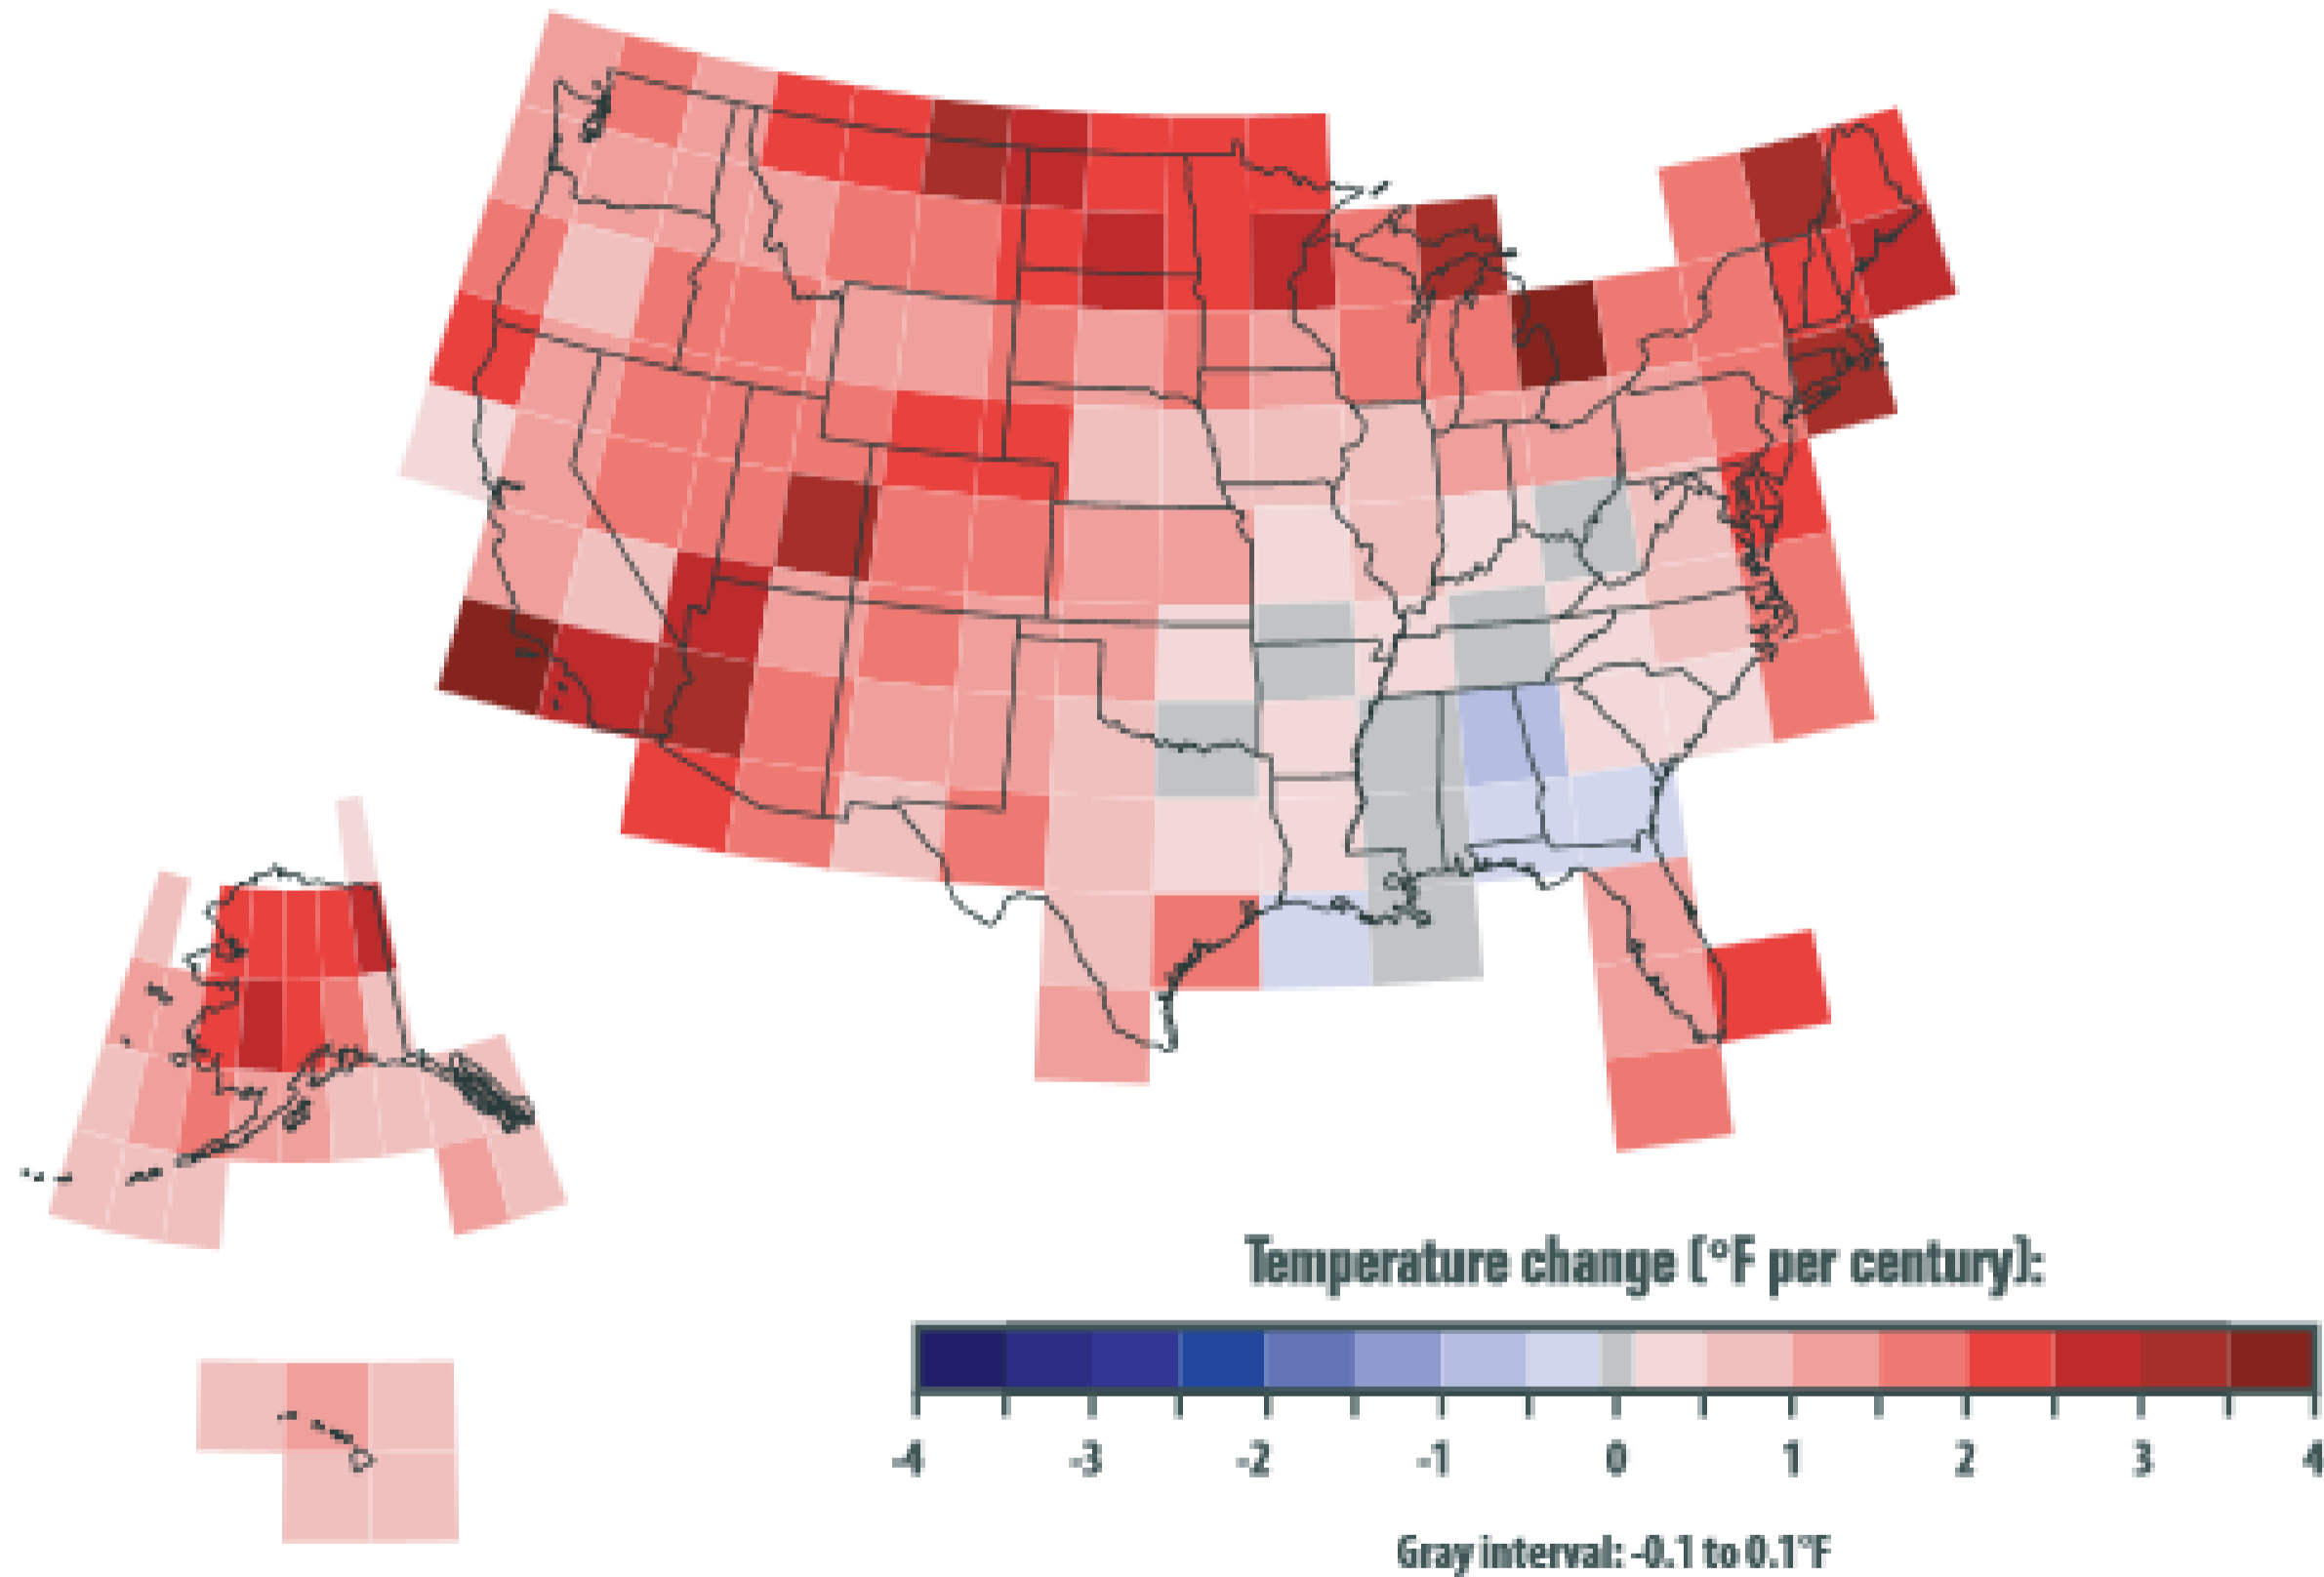 Temperature change (°F per century):
-4 -3 -2 -1 0 1 2 3 4
Gray interval: -0.1 to 0.1°F